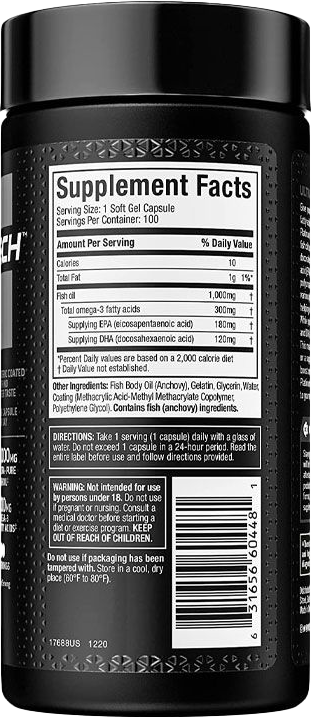 Supplement Facts
Serving Size: 1 Soft Gel Capsule
Servings Per Container: 100
Amount Per Serving % Daily Value
Calories 10
Total Fat 1g 1%*
Fish oil 1,000mg †
Total omega-3 fatty acids 300mg †
Supplying EPA (eicosapentaenoic acid) 180mg †
Supplying DHA (docosahexaenoic acid) 120mg †
*Percent Daily values are based on a 2,000 calorie diet
† Daily Value not established.
Other Ingredients: Fish Body Oil (Anchovy), Gelatin, Glycerin, Water,
Coating (Methacrylic Acid-Methyl Methacrylate Copolymer,
Polyethylene Glycol). Contains fish (anchovy) ingredients.
DIRECTIONS: Take 1 serving (1 capsule) daily with a glass of
water. Do not exceed 1 capsule in a 24-hour period. Read the
entire label before use and follow directions provided.
WARNING: Not intended for use
by persons under 18. Do not use
if pregnant or nursing. Consult a
medical doctor before starting a
diet or exercise program. KEEP
OUT OF REACH OF CHILDREN.
Do not use if packaging has been
tampered with. Store in a cool, dry
place (60°F to 80°F).
17688US 1220
6 31656 60448 1